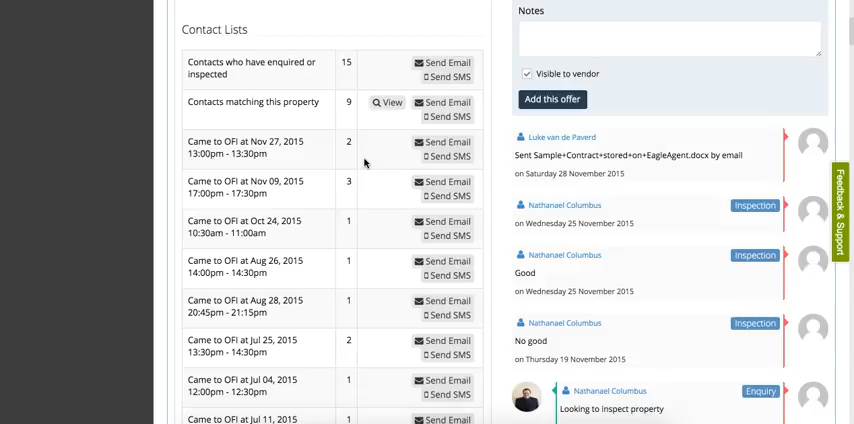 Contact Lists
Contacts who have enquired or
inspected
15
Send Email
Send SMS
Contacts matching this property
9
View
Send Email
Send SMS
Came to OFI at Nov 27, 2015
13:00pm - 13:30pm
2
Send Email
Send SMS
Came to OFI at Nov 09, 2015
17:00pm - 17:30pm
3
Send Email
Send SMS
Came to OFI at Oct 24, 2015
10:30am - 11:00am
1
Send Email
Send SMS
Came to OFI at Aug 26, 2015
14:00pm - 14:30pm
1
Send Email
Send SMS
Came to OFI at Aug 28, 2015
20:45pm - 21:15pm
1
Send Email
Send SMS
Came to OFI at Jul 25, 2015
13:30pm - 14:30pm
2
Send Email
Send SMS
Came to OFI at Jul 04, 2015
12:00pm - 12:30pm
1
Send Email
Send SMS
Came to OFI at Jul 11, 2015
1
Send Email
Notes
Visible to vendor
Add this offer
Luke van de Paverd
Sent Sample+Contract+stored+on+EagleAgent.docx by email
on Saturday 28 November 2015
Nathanael Columbus
Inspection
on Wednesday 25 November 2015
Nathanael Columbus
Inspection
Good
on Wednesday 25 November 2015
Nathanael Columbus
Inspection
No good
on Thursday 19 November 2015
Nathanael Columbus
Enquiry
Looking to inspect property
Feedback & Support